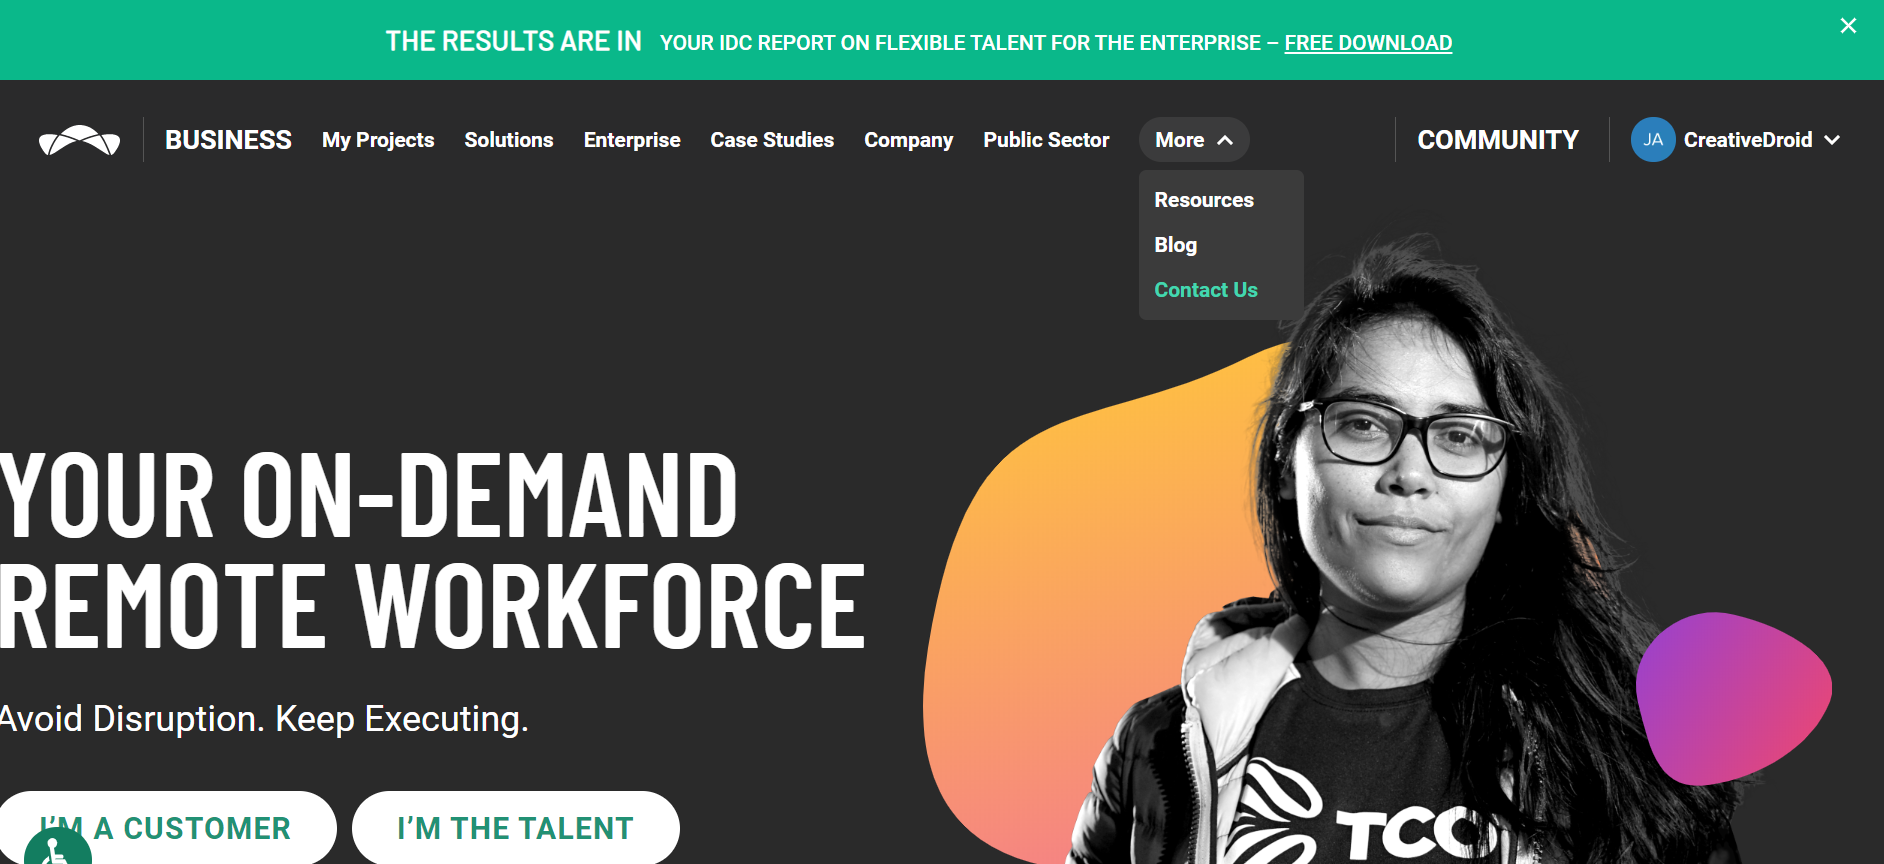 THE RESULTS ARE IN YOUR IDC REPORT ON FLEXIBLE TALENT FOR THE ENTERPRISE – FREE DOWNLOAD
BUSINESS My Projects Solutions Enterprise Case Studies Company Public Sector More COMMUNITY JA CreativeDroid
Resources
Blog
Contact Us
YOUR ON-DEMAND
REMOTE WORKFORCE
Avoid Disruption. Keep Executing.
I’M A CUSTOMER I’M THE TALENT
TCO